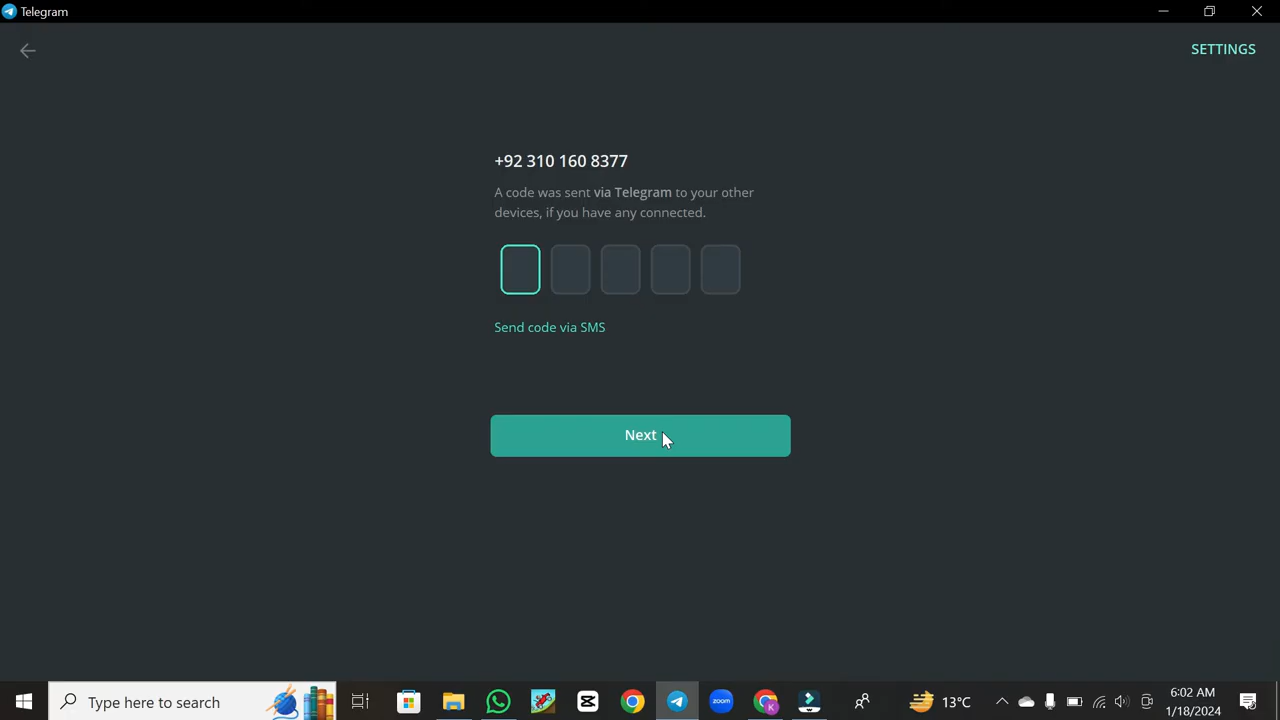 Telegram
SETTINGS
+92 310 160 8377
A code was sent via Telegram to your other
devices, if you have any connected.
Send code via SMS
Next
Type here to search
zoom
K
13°C
6:02 AM
1/18/2024